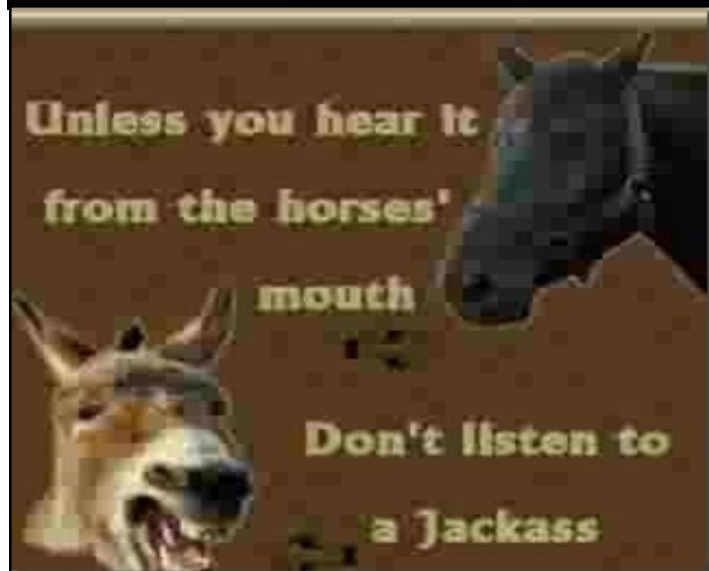 Unless you hear it
from the horses'
mouth
Don't listen to
a Jackass